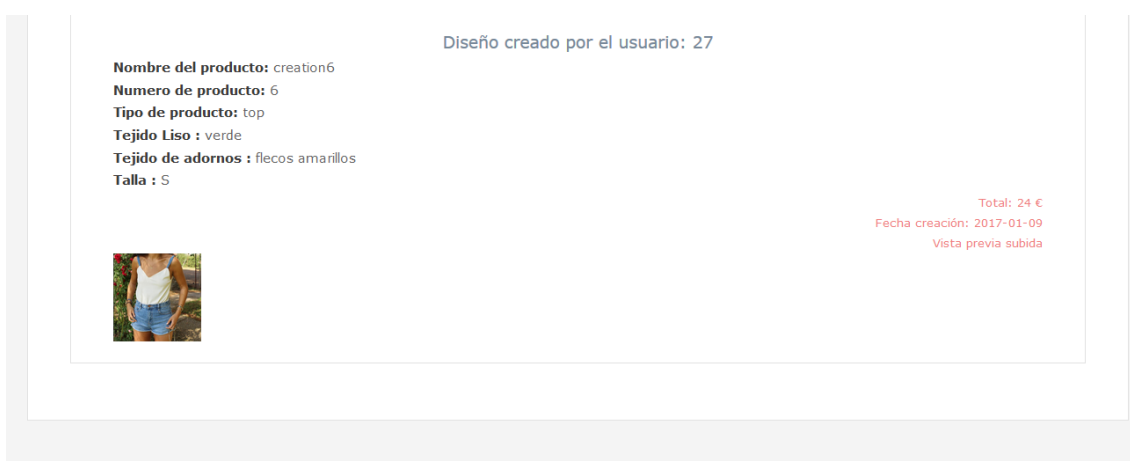 Diseño creado por el usuario: 27
Nombre del producto: creation6
Numero de producto: 6
Tipo de producto: top
Tejido Liso : verde
Tejido de adornos : flecos amarillos
Talla : S
Total: 24 €
Fecha creación: 2017-01-09
Vista previa subida